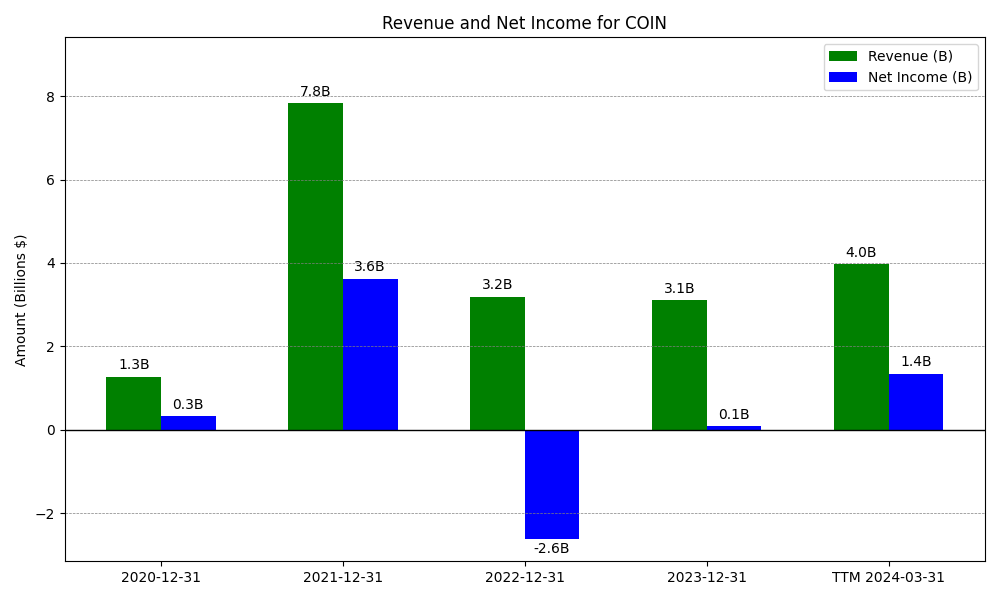 Revenue and Net Income for COIN
Revenue (B)
Net Income (B)
Amount (Billions $)
8
6
4
2
0
−2
1.3B
0.3B
7.8B
3.6B
3.2B
-2.6B
3.1B
0.1B
4.0B
1.4B
2020-12-31
2021-12-31
2022-12-31
2023-12-31
TTM 2024-03-31